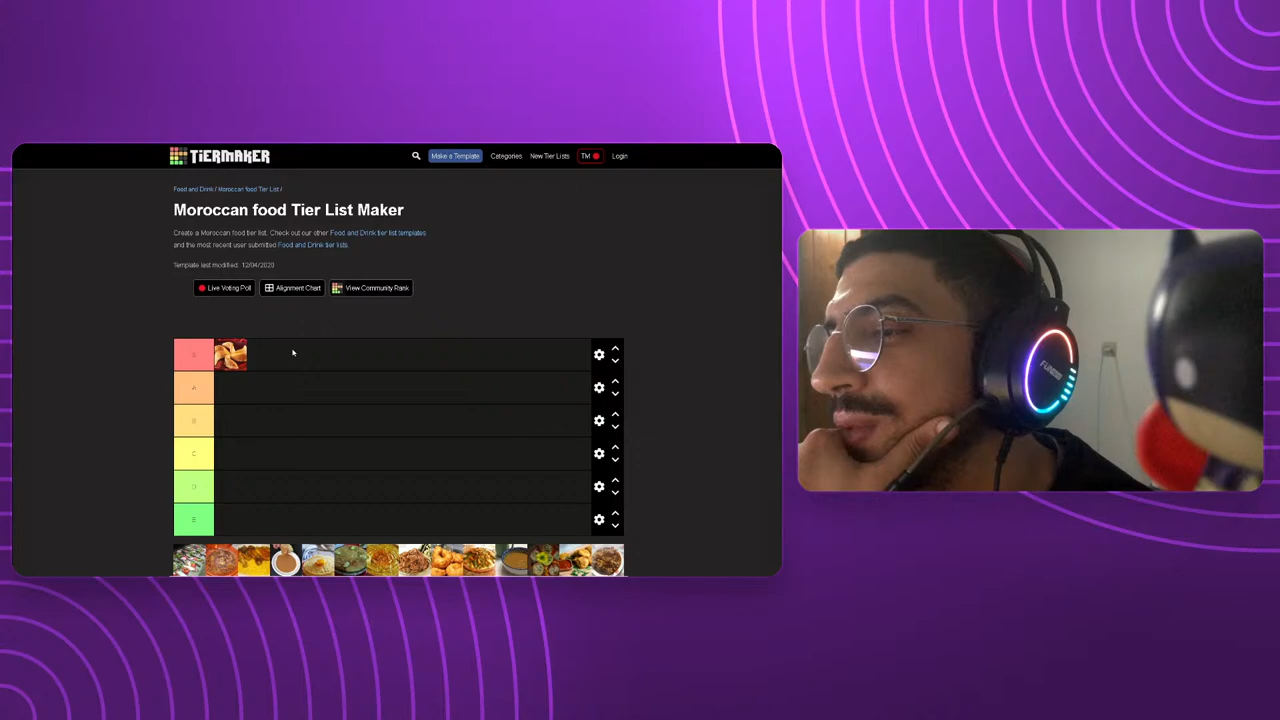 TiERMAKER
Make a Template Categories New Tier Lists TM Login
Food and Drink / Moroccan food Tier List /
Moroccan food Tier List Maker
Create a Moroccan food tier list. Check out our other Food and Drink tier list templates
and the most recent user submitted Food and Drink tier lists.
Template last modified: 12/04/2020
Live Voting Poll Alignment Chart View Community Rank
S
A
B
C
D
E